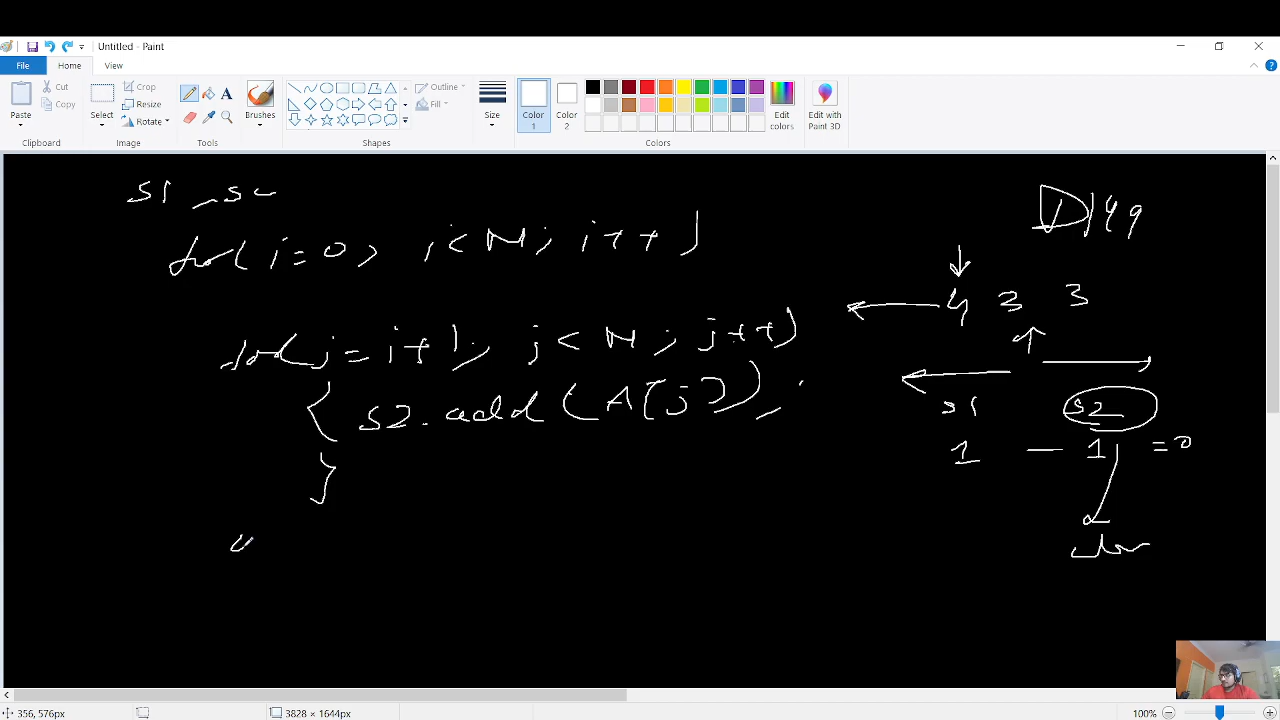 Untitled - Paint
File Home View
Cut
Copy
Paste
Crop
Resize
Rotate
Select
Brushes
Outline
Fill
Size
Color 1
Color 2
Edit colors
Edit with Paint 3D
Clipboard Image Tools Shapes Colors
S1
for( i=0; i<N; i++)
for(j=i+1; j<N; j++)
{ S2.add(A[j]);
}
4 3 3
S1 S2
1 - 1 =0
356, 576px
3828 × 1644px
100%